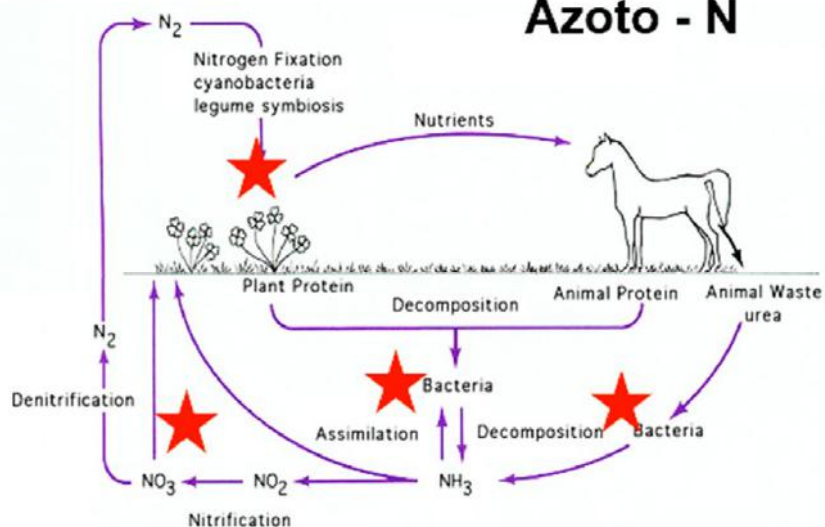 Azoto - N
N₂
Nitrogen Fixation
cyanobacteria
legume symbiosis
Nutrients
Plant Protein
Decomposition
Animal Protein
Animal Waste
urea
N₂
Denitrification
Bacteria
Assimilation
Decomposition
Bacteria
NO₃
NO₂
NH₃
Nitrification